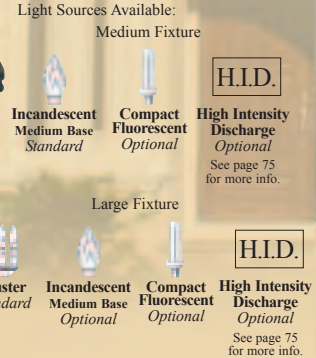 Light Sources Available:
Medium Fixture
H.I.D.
Incandescent Compact High Intensity
Medium Base Fluorescent Discharge
Standard Optional Optional
See page 75
for more info.
Large Fixture
H.I.D.
Incandescent Compact High Intensity
Medium Base Fluorescent Discharge
Optional Optional Optional
See page 75
for more info.